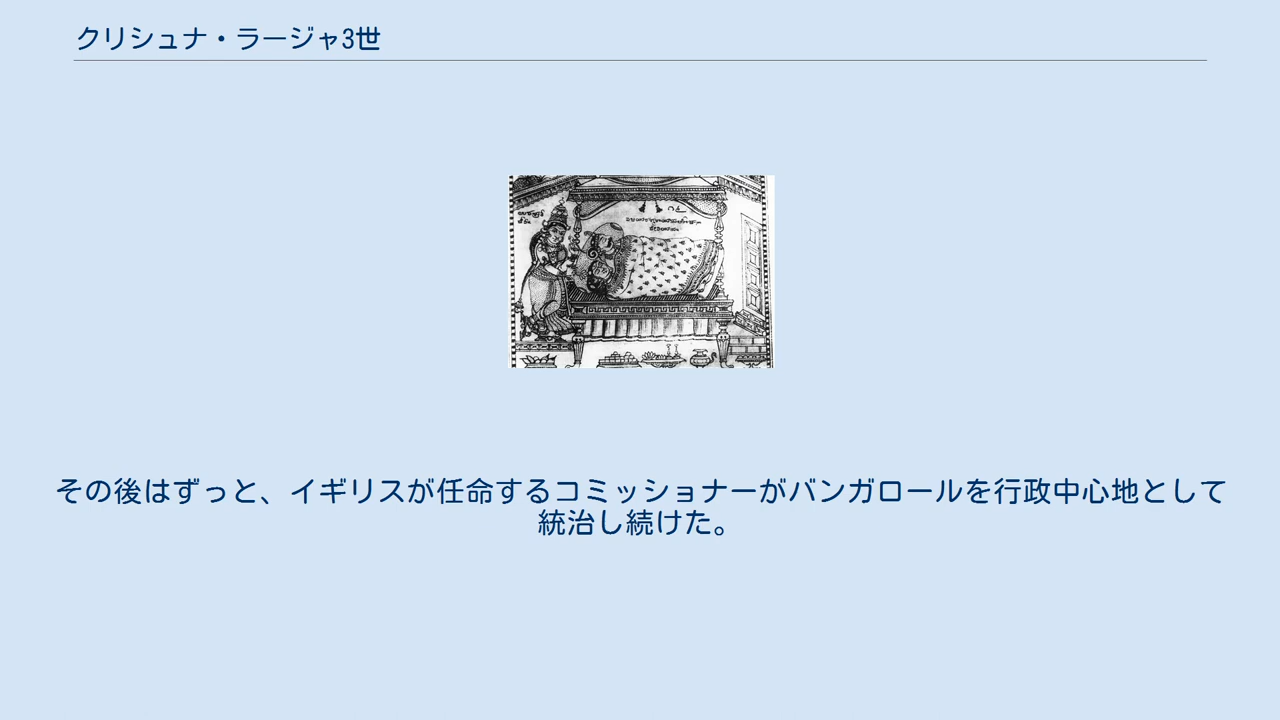 クリシュナ・ラージャ3世
その後はずっと、イギリスが任命するコミッショナーがバンガロールを行政中心地として
統治し続けた。